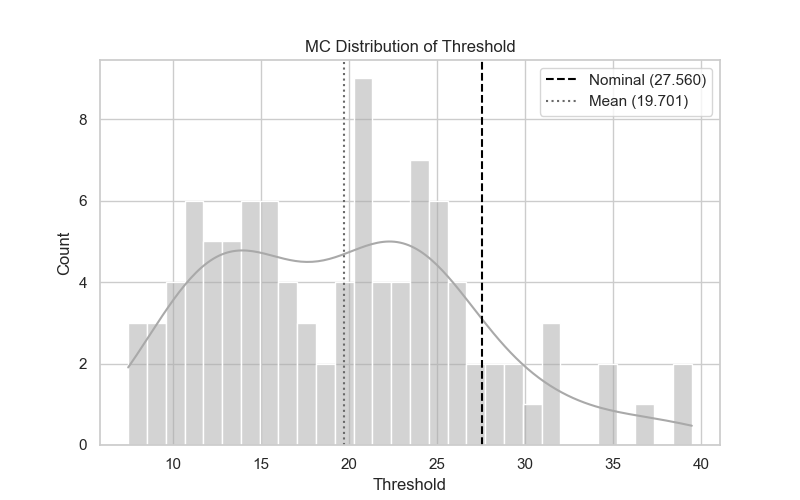 MC Distribution of Threshold
Nominal (27.560)
Mean (19.701)
Count
8
6
4
2
0
10 15 20 25 30 35 40
Threshold